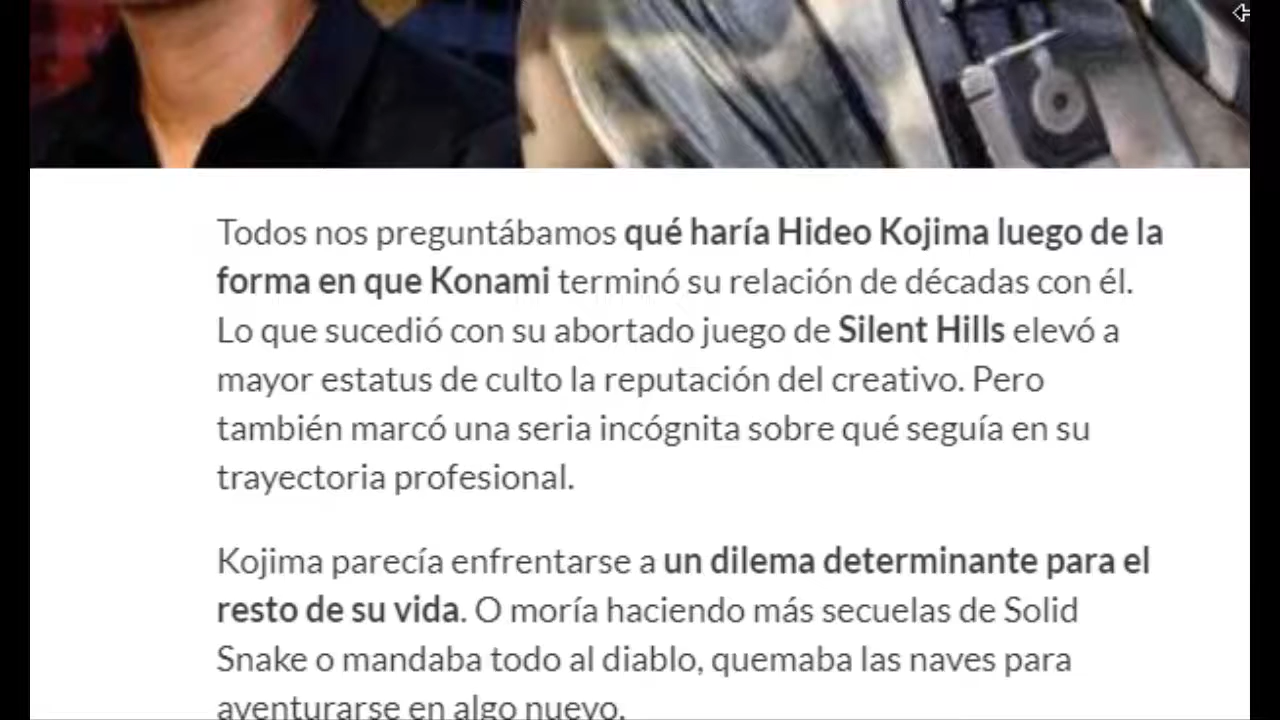 Todos nos preguntábamos qué haría Hideo Kojima luego de la
forma en que Konami terminó su relación de décadas con él.
Lo que sucedió con su abortado juego de Silent Hills elevó a
mayor estatus de culto la reputación del creativo. Pero
también marcó una seria incógnita sobre qué seguía en su
trayectoria profesional.
Kojima parecía enfrentarse a un dilema determinante para el
resto de su vida. O moría haciendo más secuelas de Solid
Snake o mandaba todo al diablo, quemaba las naves para
aventurarse en algo nuevo.